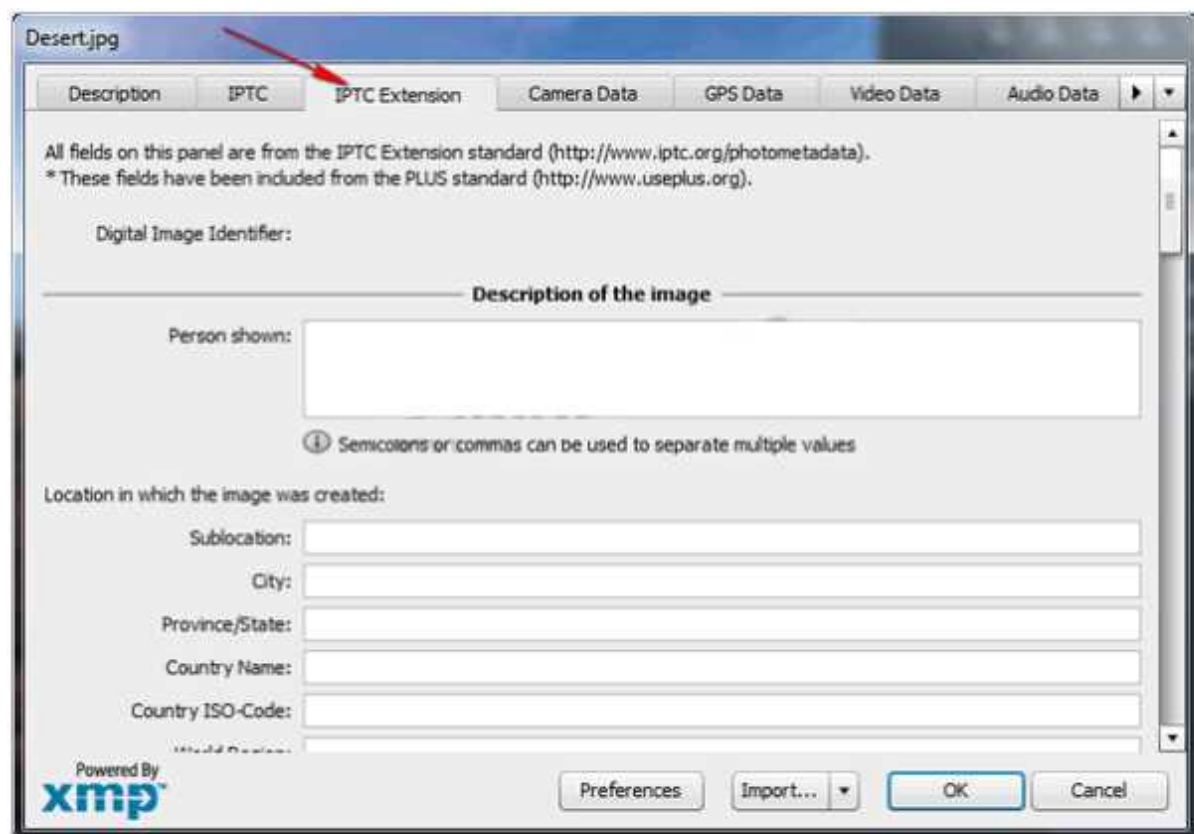 Desert.jpg
Description IPTC IPTC Extension Camera Data GPS Data Video Data Audio Data
All fields on this panel are from the IPTC Extension standard (http://www.iptc.org/photometadata).
* These fields have been included from the PLUS standard (http://www.useplus.org).
Digital Image Identifier:
Description of the image
Person shown:
Semicolons or commas can be used to separate multiple values
Location in which the image was created:
Sublocation:
City:
Province/State:
Country Name:
Country ISO-Code:
World Region:
Powered By
xmp
Preferences Import... OK Cancel